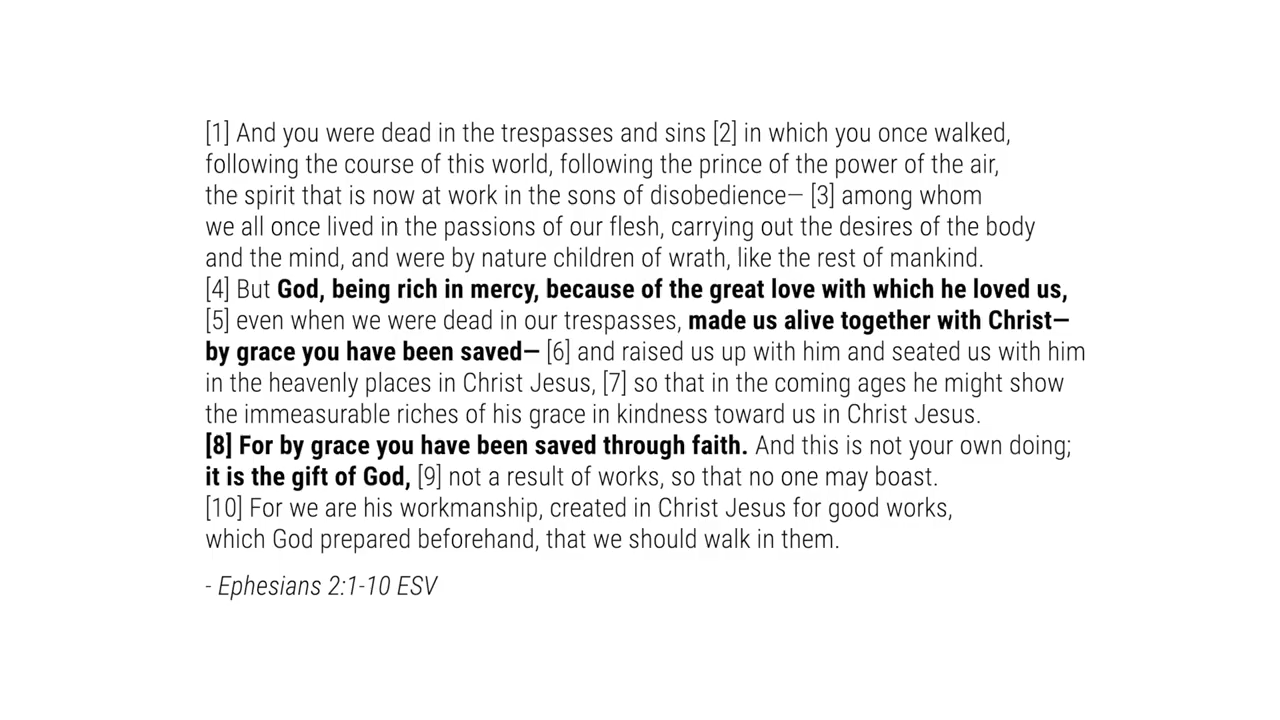 [1] And you were dead in the trespasses and sins [2] in which you once walked,
following the course of this world, following the prince of the power of the air,
the spirit that is now at work in the sons of disobedience— [3] among whom
we all once lived in the passions of our flesh, carrying out the desires of the body
and the mind, and were by nature children of wrath, like the rest of mankind.
[4] But God, being rich in mercy, because of the great love with which he loved us,
[5] even when we were dead in our trespasses, made us alive together with Christ—
by grace you have been saved— [6] and raised us up with him and seated us with him
in the heavenly places in Christ Jesus, [7] so that in the coming ages he might show
the immeasurable riches of his grace in kindness toward us in Christ Jesus.
[8] For by grace you have been saved through faith. And this is not your own doing;
it is the gift of God, [9] not a result of works, so that no one may boast.
[10] For we are his workmanship, created in Christ Jesus for good works,
which God prepared beforehand, that we should walk in them.
- Ephesians 2:1-10 ESV